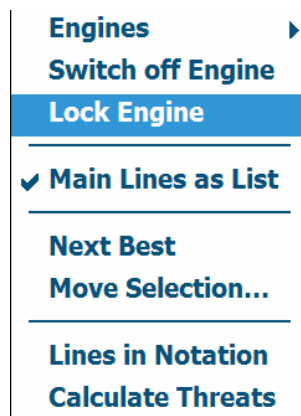 Engines
Switch off Engine
Lock Engine
Main Lines as List
Next Best
Move Selection...
Lines in Notation
Calculate Threats